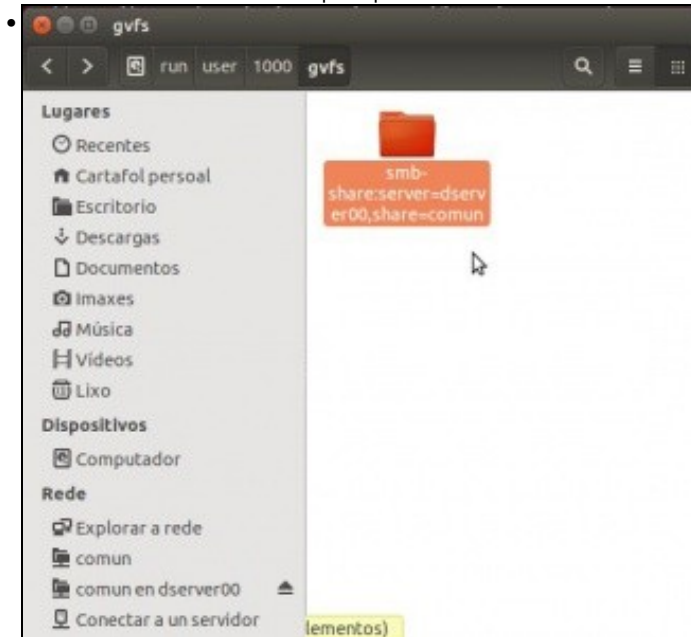 gvfs
run user 1000 gvfs
Lugares
Recentes
Cartafol persoal
Escritorio
Descargas
Documentos
Imaxes
Música
Vídeos
Lixo
Dispositivos
Computador
Rede
Explorar a rede
comun
comun en dserver00
Conectar a un servidor
smb-
share:server=dserv
er00,share=comun
lementos)